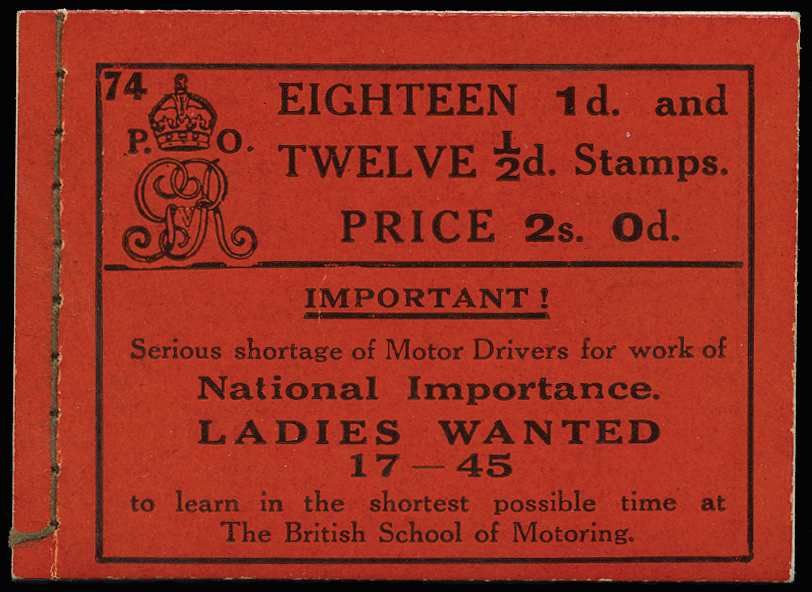 74
P. O.
GVR
EIGHTEEN 1d. and
TWELVE ½d. Stamps.
PRICE 2s. 0d.
IMPORTANT!
Serious shortage of Motor Drivers for work of
National Importance.
LADIES WANTED
17 — 45
to learn in the shortest possible time at
The British School of Motoring.